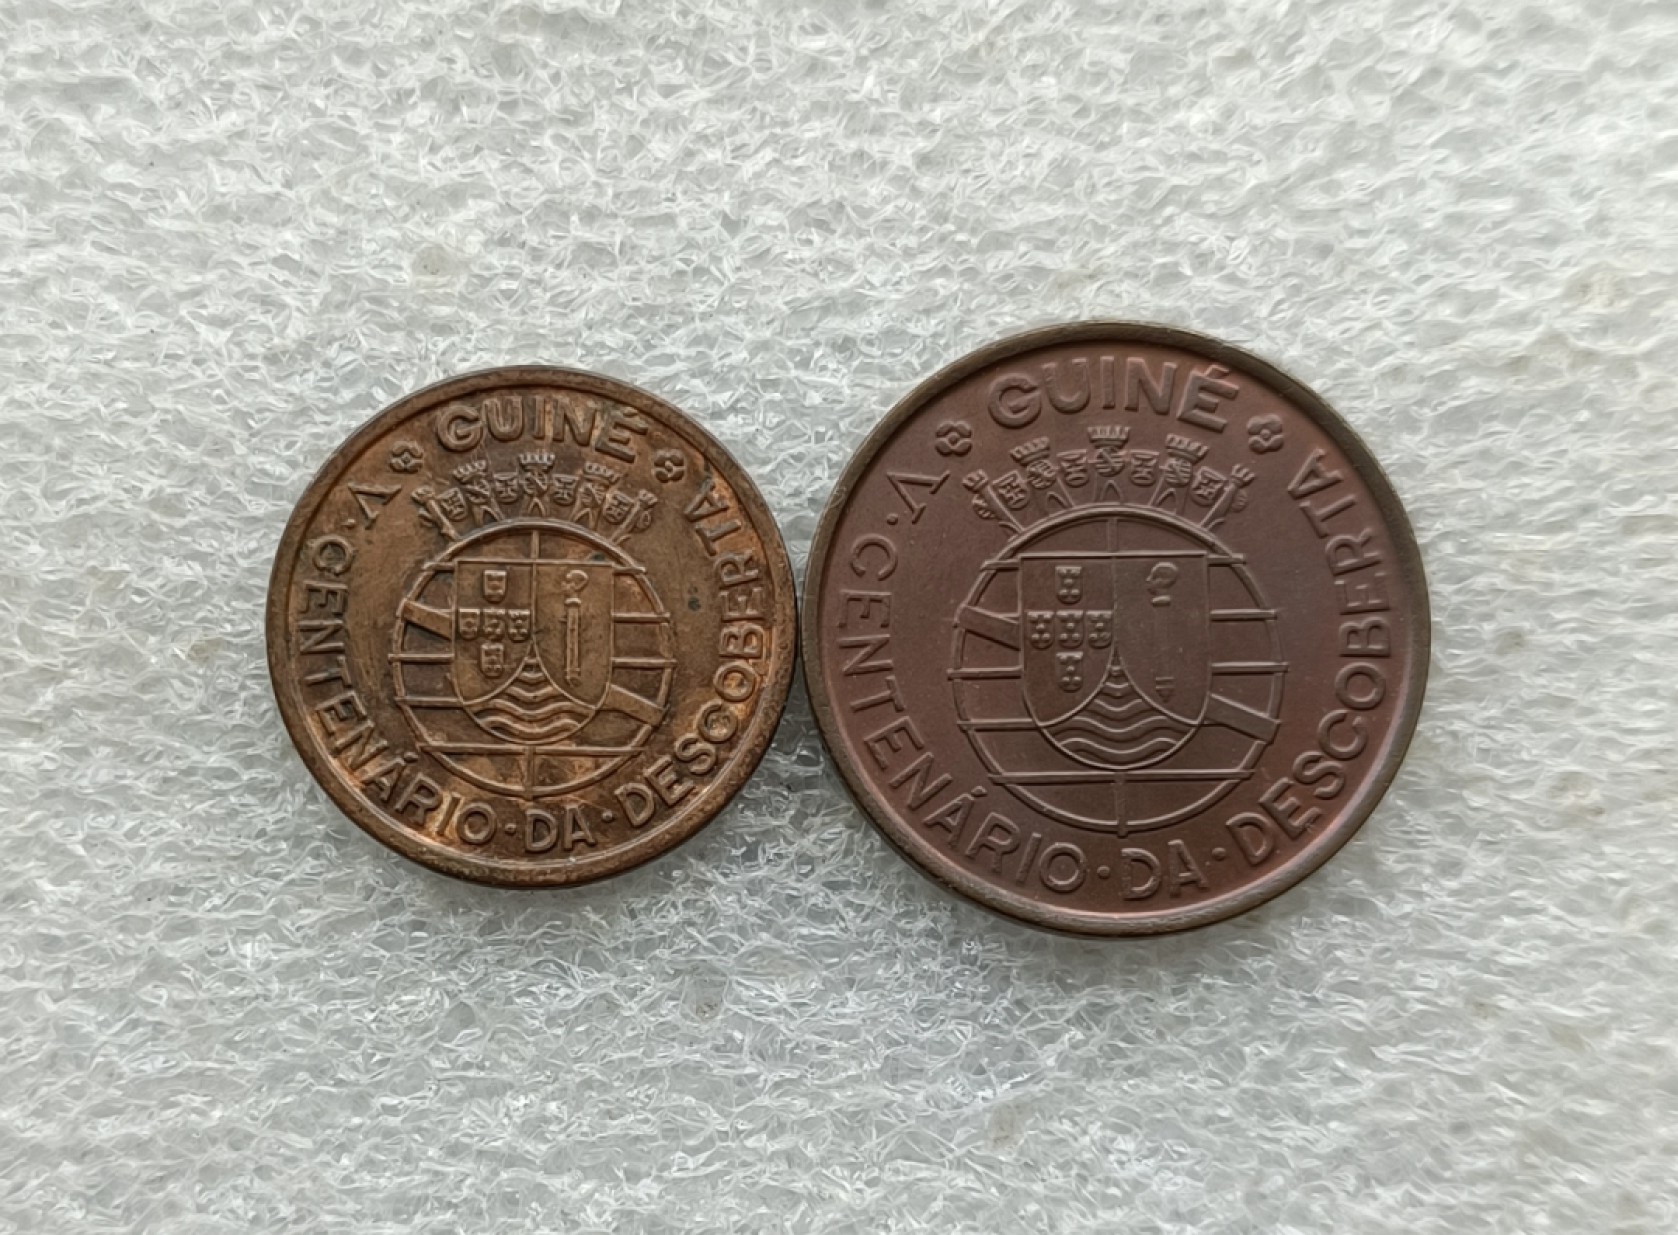 GUINÉ
V · CENTENÁRIO · DA · DESCOBERTA
GUINÉ
V · CENTENÁRIO · DA · DESCOBERTA